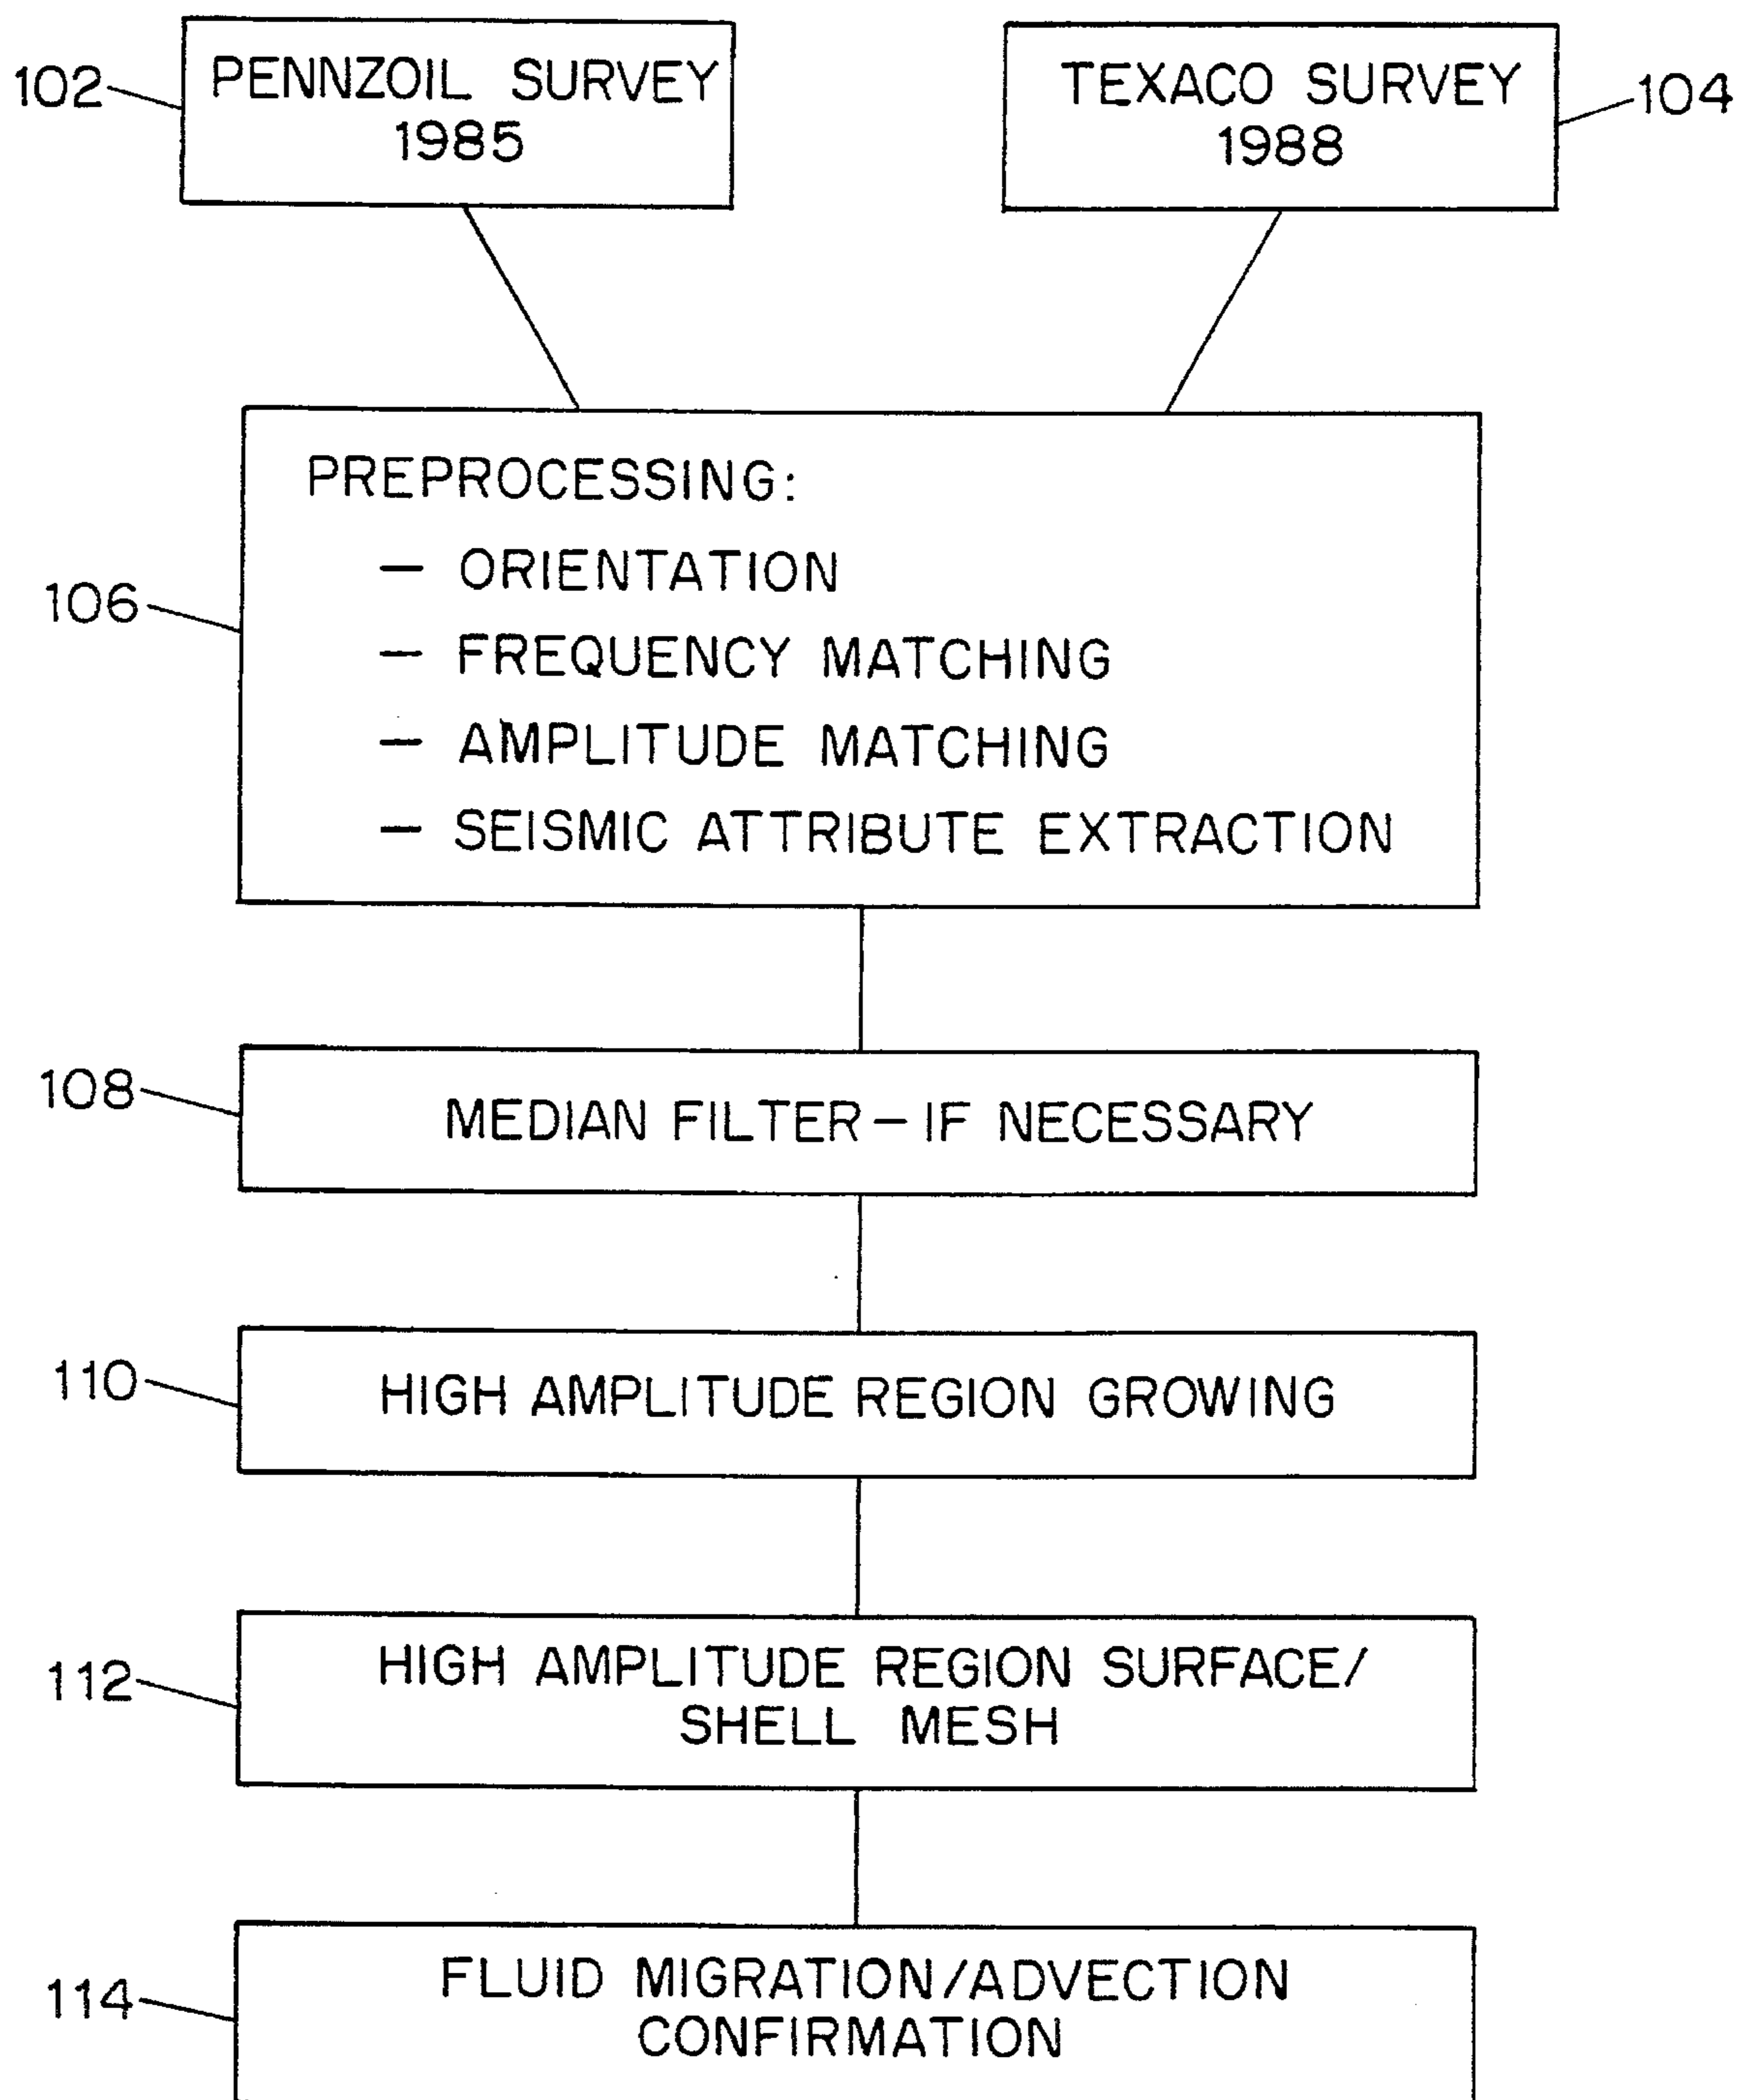 102
PENNZOIL SURVEY
1985
TEXACO SURVEY
1988
104
106
PREPROCESSING:
— ORIENTATION
— FREQUENCY MATCHING
— AMPLITUDE MATCHING
— SEISMIC ATTRIBUTE EXTRACTION
108
MEDIAN FILTER — IF NECESSARY
110
HIGH AMPLITUDE REGION GROWING
112
HIGH AMPLITUDE REGION SURFACE/
SHELL MESH
114
FLUID MIGRATION/ADVECTION
CONFIRMATION